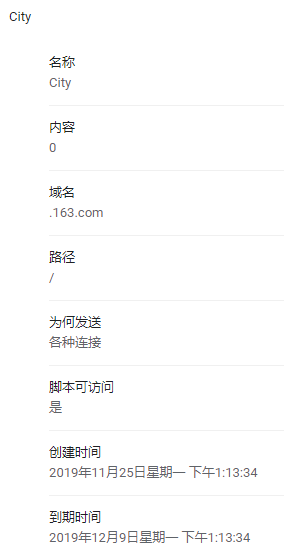 City
名称
City
内容
0
域名
.163.com
路径
/
为何发送
各种连接
脚本可访问
是
创建时间
2019年11月25日星期一 下午1:13:34
到期时间
2019年12月9日星期一 下午1:13:34